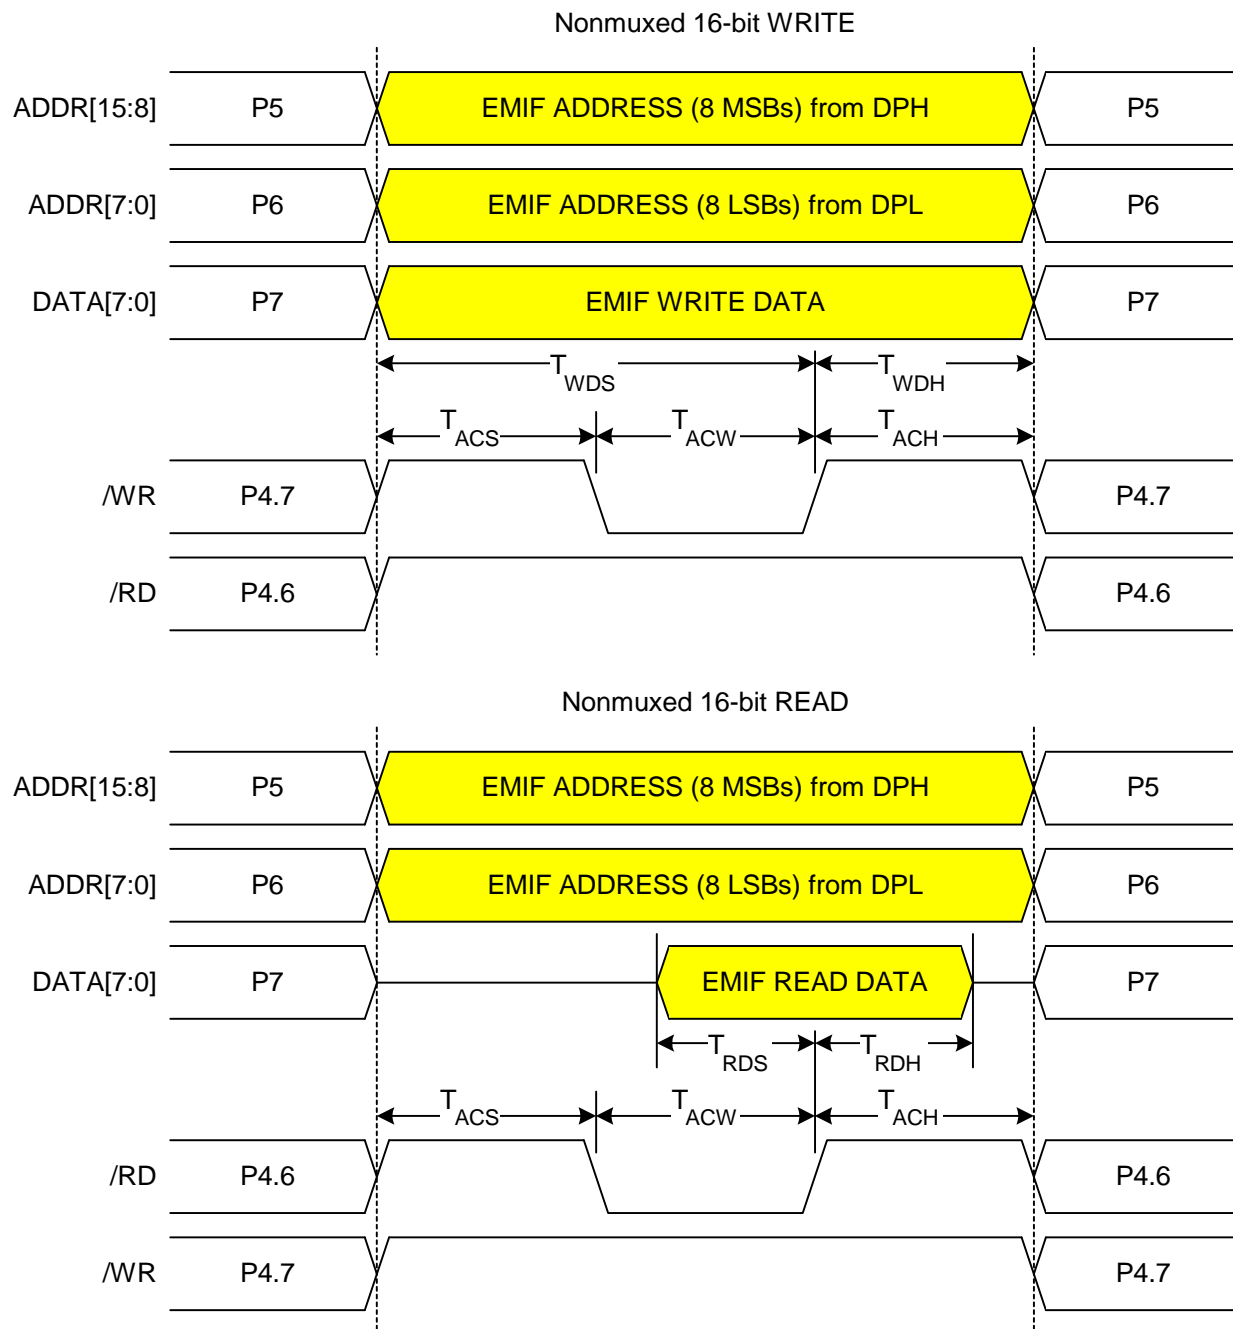 Nonmuxed 16-bit WRITE
ADDR[15:8] P5 EMIF ADDRESS (8 MSBs) from DPH P5
ADDR[7:0] P6 EMIF ADDRESS (8 LSBs) from DPL P6
DATA[7:0] P7 EMIF WRITE DATA P7
TWDS TWDH
TACS TACW TACH
/WR P4.7 P4.7
/RD P4.6 P4.6
Nonmuxed 16-bit READ
ADDR[15:8] P5 EMIF ADDRESS (8 MSBs) from DPH P5
ADDR[7:0] P6 EMIF ADDRESS (8 LSBs) from DPL P6
DATA[7:0] P7 EMIF READ DATA P7
TRDS TRDH
TACS TACW TACH
/RD P4.6 P4.6
/WR P4.7 P4.7